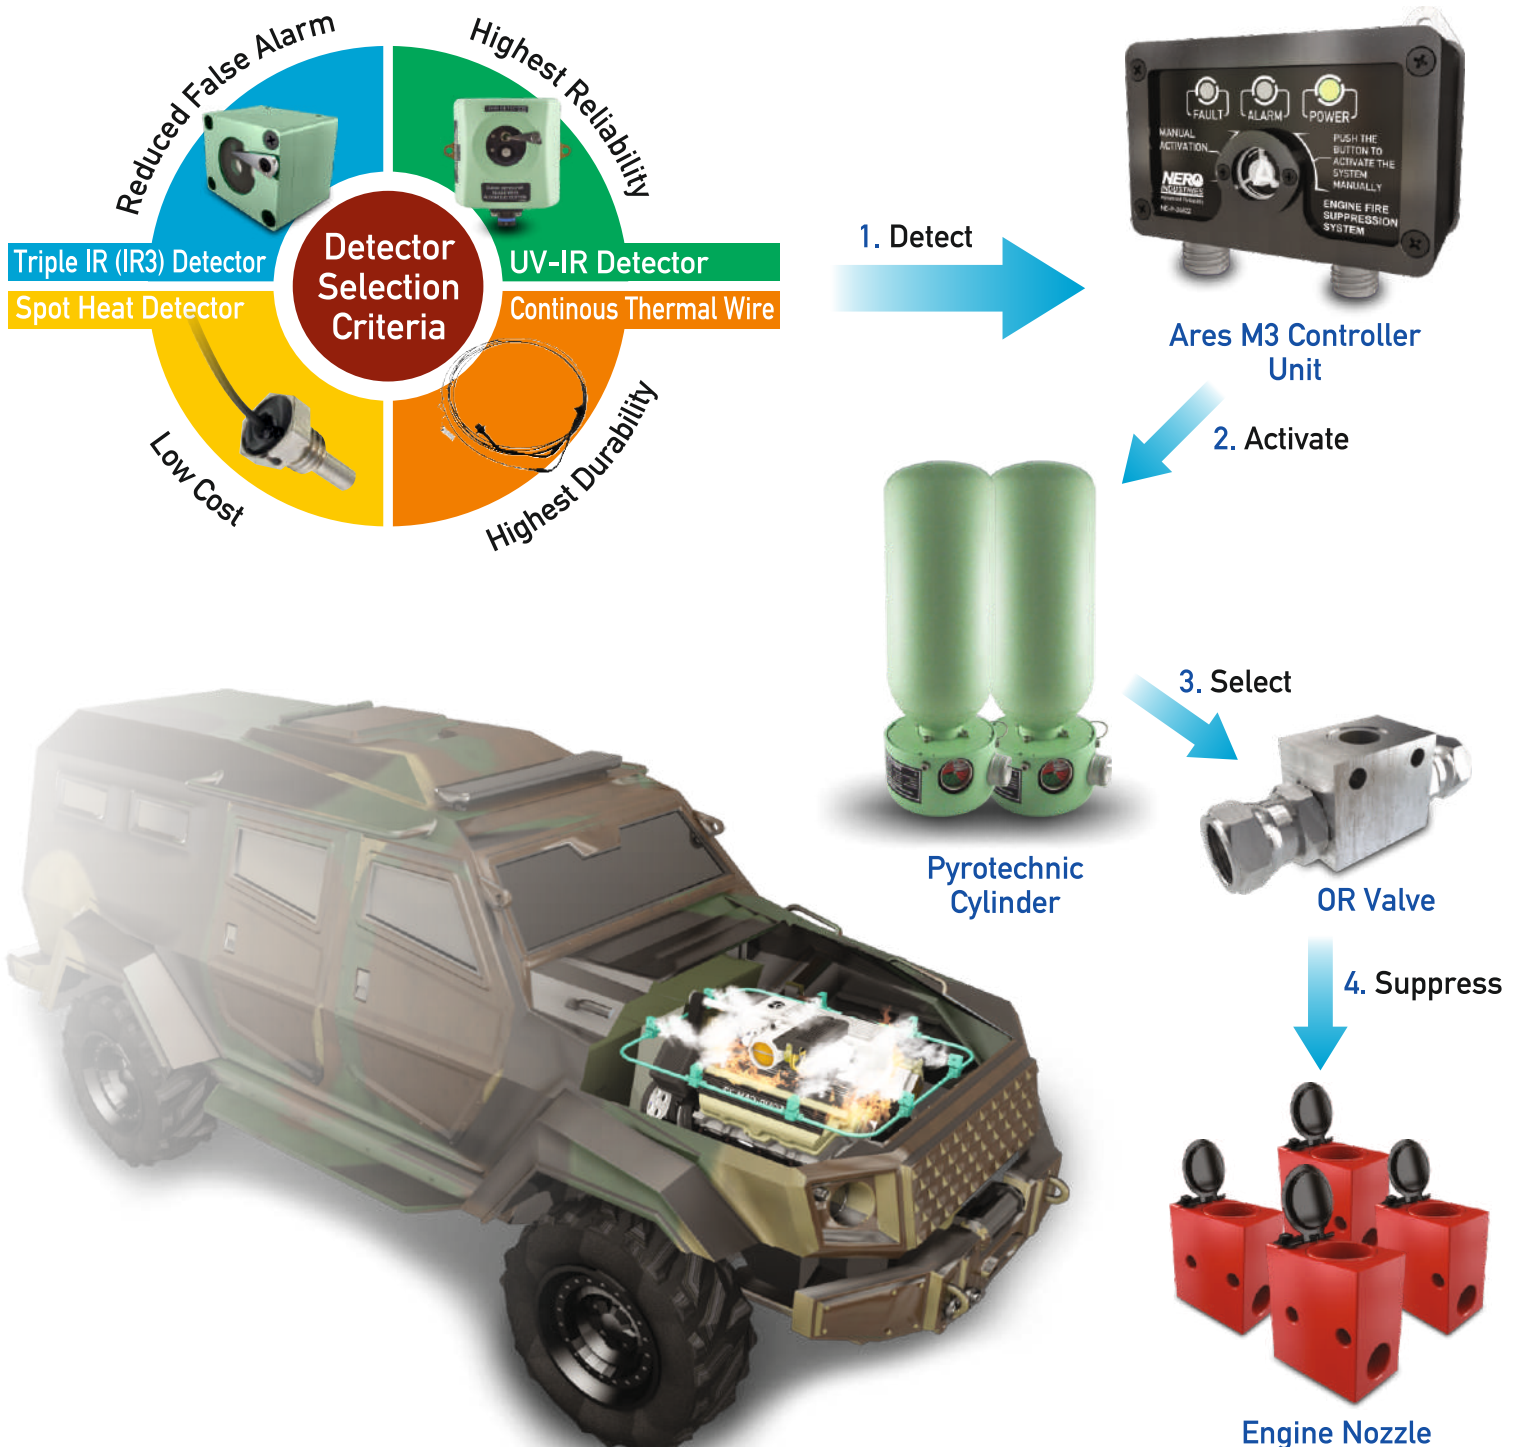 Reduced False Alarm
Highest Reliability
Triple IR (IR3) Detector
UV-IR Detector
Detector
Selection
Criteria
Spot Heat Detector
Continous Thermal Wire
Low Cost
Highest Durability
1. Detect
FAULT
ALARM
POWER
MANUAL
ACTIVATION
PUSH THE
BUTTON TO
ACTIVATE THE
SYSTEM
MANUALLY
NERO
INDUSTRIES
ENGINE FIRE
SUPPRESSION
SYSTEM
Ares M3 Controller
Unit
2. Activate
3. Select
Pyrotechnic
Cylinder
OR Valve
4. Suppress
Engine Nozzle